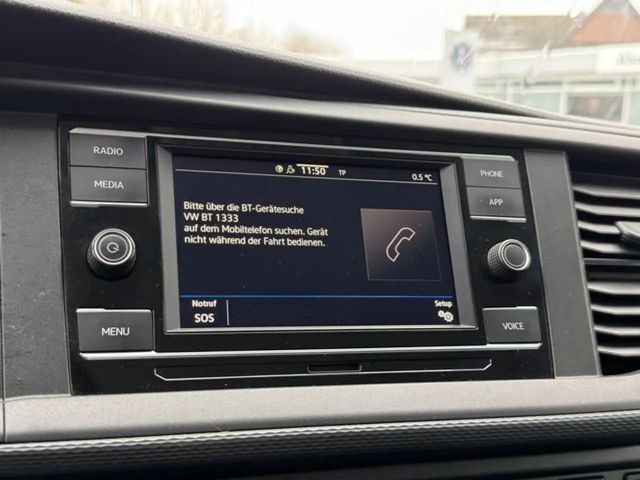 RADIO
MEDIA
MENU
11:50 TP 0.5 °C
Bitte über die BT-Gerätesuche
VW BT 1333
auf dem Mobiltelefon suchen. Gerät
nicht während der Fahrt bedienen.
Notruf
SOS
Setup
PHONE
APP
VOICE